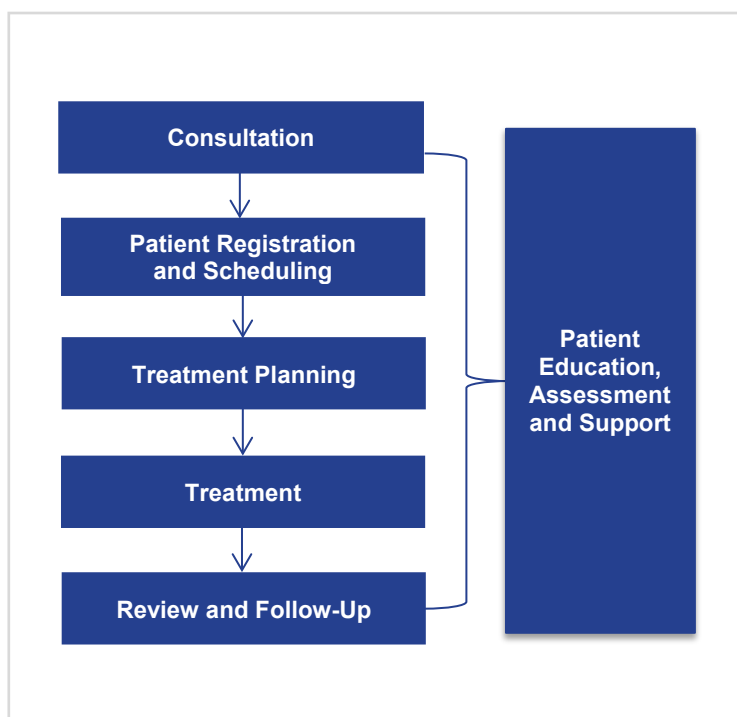 Consultation
Patient Registration
and Scheduling
Treatment Planning
Treatment
Review and Follow-Up
Patient
Education,
Assessment
and Support